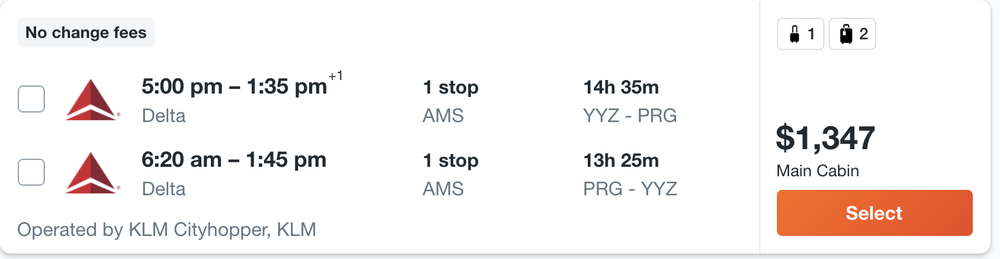 No change fees
1
2
5:00 pm – 1:35 pm+1
1 stop
14h 35m
Delta
AMS
YYZ - PRG
6:20 am – 1:45 pm
1 stop
13h 25m
Delta
AMS
PRG - YYZ
Operated by KLM Cityhopper, KLM
$1,347
Main Cabin
Select